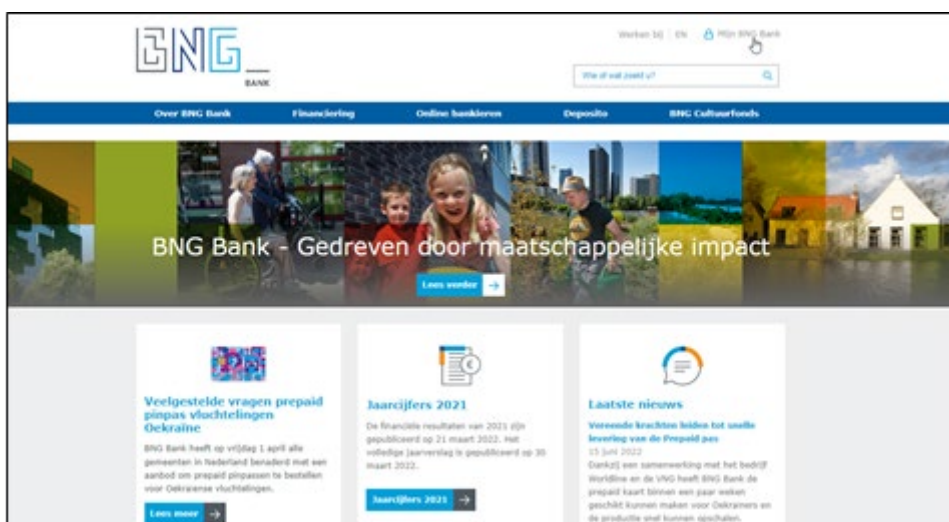 BNG
BANK
Werken bij EN Mijn BNG Bank
Wie of wat zoekt u?
Over BNG Bank Financiering Online bankieren Deposito BNG Cultuurfonds
BNG Bank - Gedreven door maatschappelijke impact
Lees verder
Veelgestelde vragen prepaid
pinpas vluchtelingen
Oekraïne
BNG Bank heeft op vrijdag 1 april alle
gemeenten in Nederland benaderd met een
aanbod om prepaid pinpassen te bestellen
voor Oekraïense vluchtelingen.
Lees meer
Jaarcijfers 2021
De financiële resultaten van 2021 zijn
gepubliceerd op 21 maart 2022. Het
volledige jaarverslag is gepubliceerd op 30
maart 2022.
Jaarcijfers 2021
Laatste nieuws
Vereende krachten leiden tot snelle
levering van de Prepaid pas
15 juni 2022
Dankzij een samenwerking met het bedrijf
Worldline en de VNG heeft BNG Bank de
prepaid kaart binnen een paar weken
geschikt kunnen maken voor Oekraïners en
de productie snel kunnen opschalen.